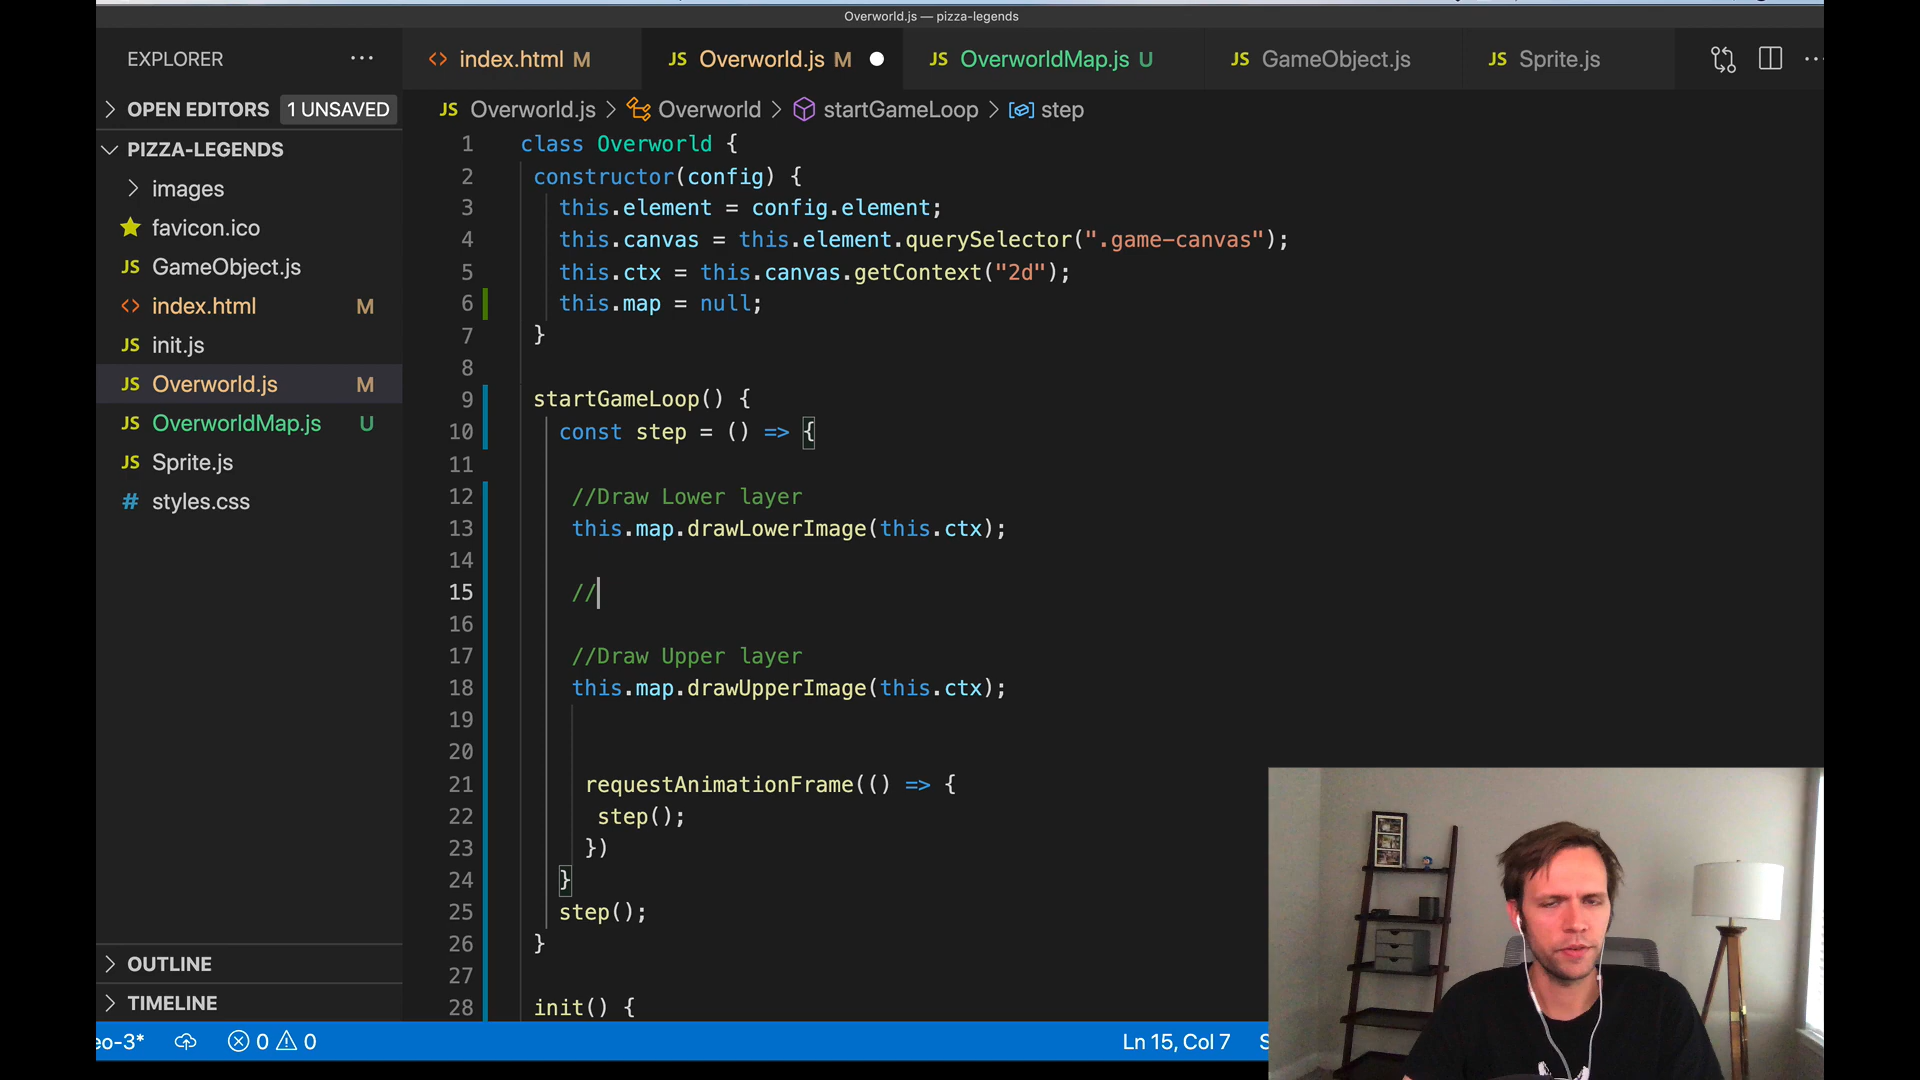 Overworld.js — pizza-legends
EXPLORER
index.html M
JS Overworld.js M
JS OverworldMap.js U
JS GameObject.js
JS Sprite.js
OPEN EDITORS 1 UNSAVED
JS Overworld.js > Overworld > startGameLoop > step
PIZZA-LEGENDS
images
favicon.ico
JS GameObject.js
index.html M
JS init.js
JS Overworld.js M
JS OverworldMap.js U
JS Sprite.js
# styles.css
OUTLINE
TIMELINE
1 class Overworld {
2 constructor(config) {
3 this.element = config.element;
4 this.canvas = this.element.querySelector(".game-canvas");
5 this.ctx = this.canvas.getContext("2d");
6 this.map = null;
7 }
8
9 startGameLoop() {
10 const step = () => {
11
12 //Draw Lower layer
13 this.map.drawLowerImage(this.ctx);
14
15 //
16
17 //Draw Upper layer
18 this.map.drawUpperImage(this.ctx);
19
20
21 requestAnimationFrame(() => {
22 step();
23 })
24 }
25 step();
26 }
27
28 init() {
eo-3* 0 0 Ln 15, Col 7 S